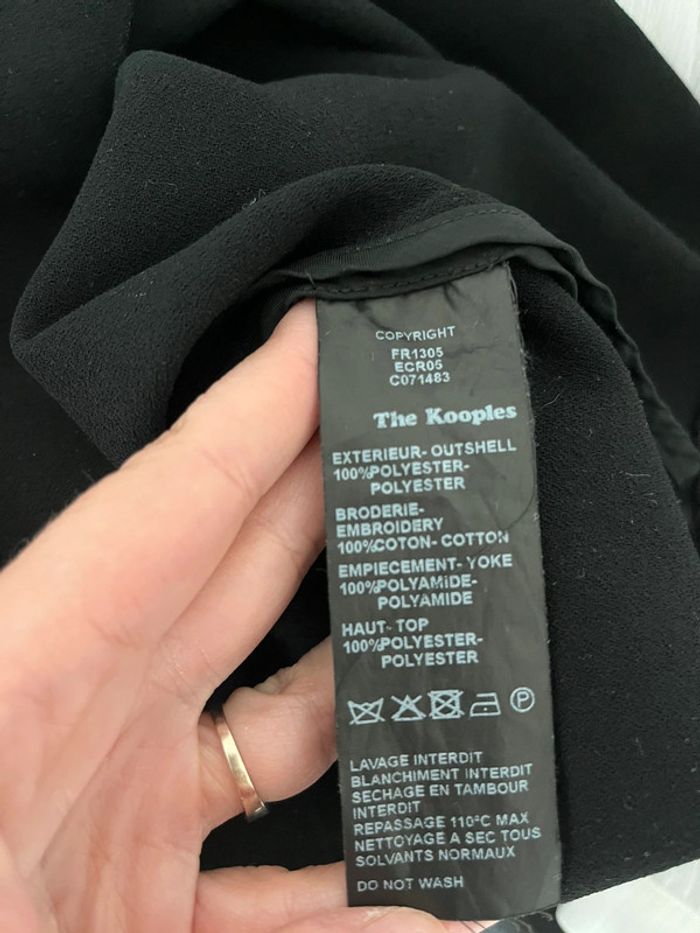 COPYRIGHT
FR1305
ECR05
C071483
The Kooples
EXTERIEUR- OUTSHELL
100%POLYESTER-
POLYESTER
BRODERIE-
EMBROIDERY
100%COTON- COTTON
EMPIECEMENT- YOKE
100%POLYAMIDE-
POLYAMIDE
HAUT- TOP
100%POLYESTER-
POLYESTER
P
LAVAGE INTERDIT
BLANCHIMENT INTERDIT
SECHAGE EN TAMBOUR
INTERDIT
REPASSAGE 110°C MAX
NETTOYAGE A SEC TOUS
SOLVANTS NORMAUX
DO NOT WASH